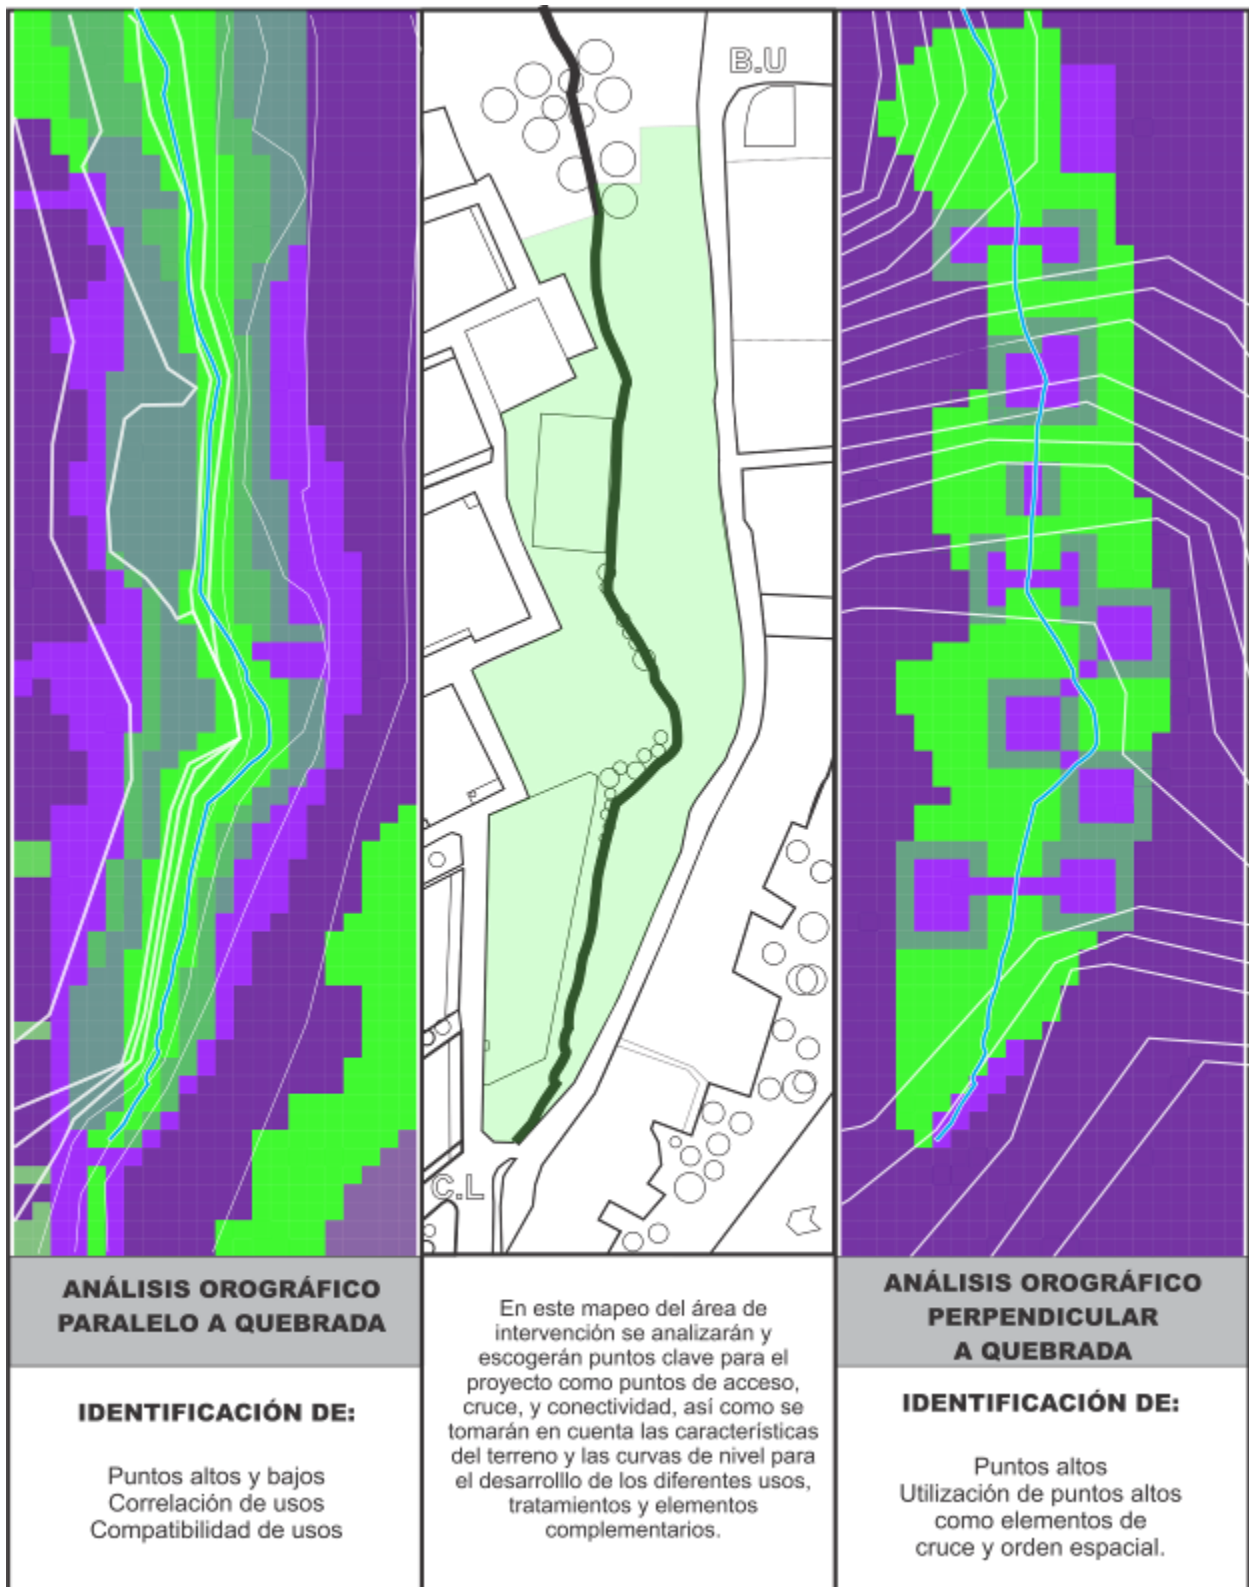 B.U
C.L
ANÁLISIS OROGRÁFICO
PARALELO A QUEBRADA
IDENTIFICACIÓN DE:
Puntos altos y bajos
Correlación de usos
Compatibilidad de usos
En este mapeo del área de
intervención se analizarán y
escogerán puntos clave para el
proyecto como puntos de acceso,
cruce, y conectividad, así como se
tomarán en cuenta las características
del terreno y las curvas de nivel para
el desarrolllo de los diferentes usos,
tratamientos y elementos
complementarios.
ANÁLISIS OROGRÁFICO
PERPENDICULAR
A QUEBRADA
IDENTIFICACIÓN DE:
Puntos altos
Utilización de puntos altos
como elementos de
cruce y orden espacial.